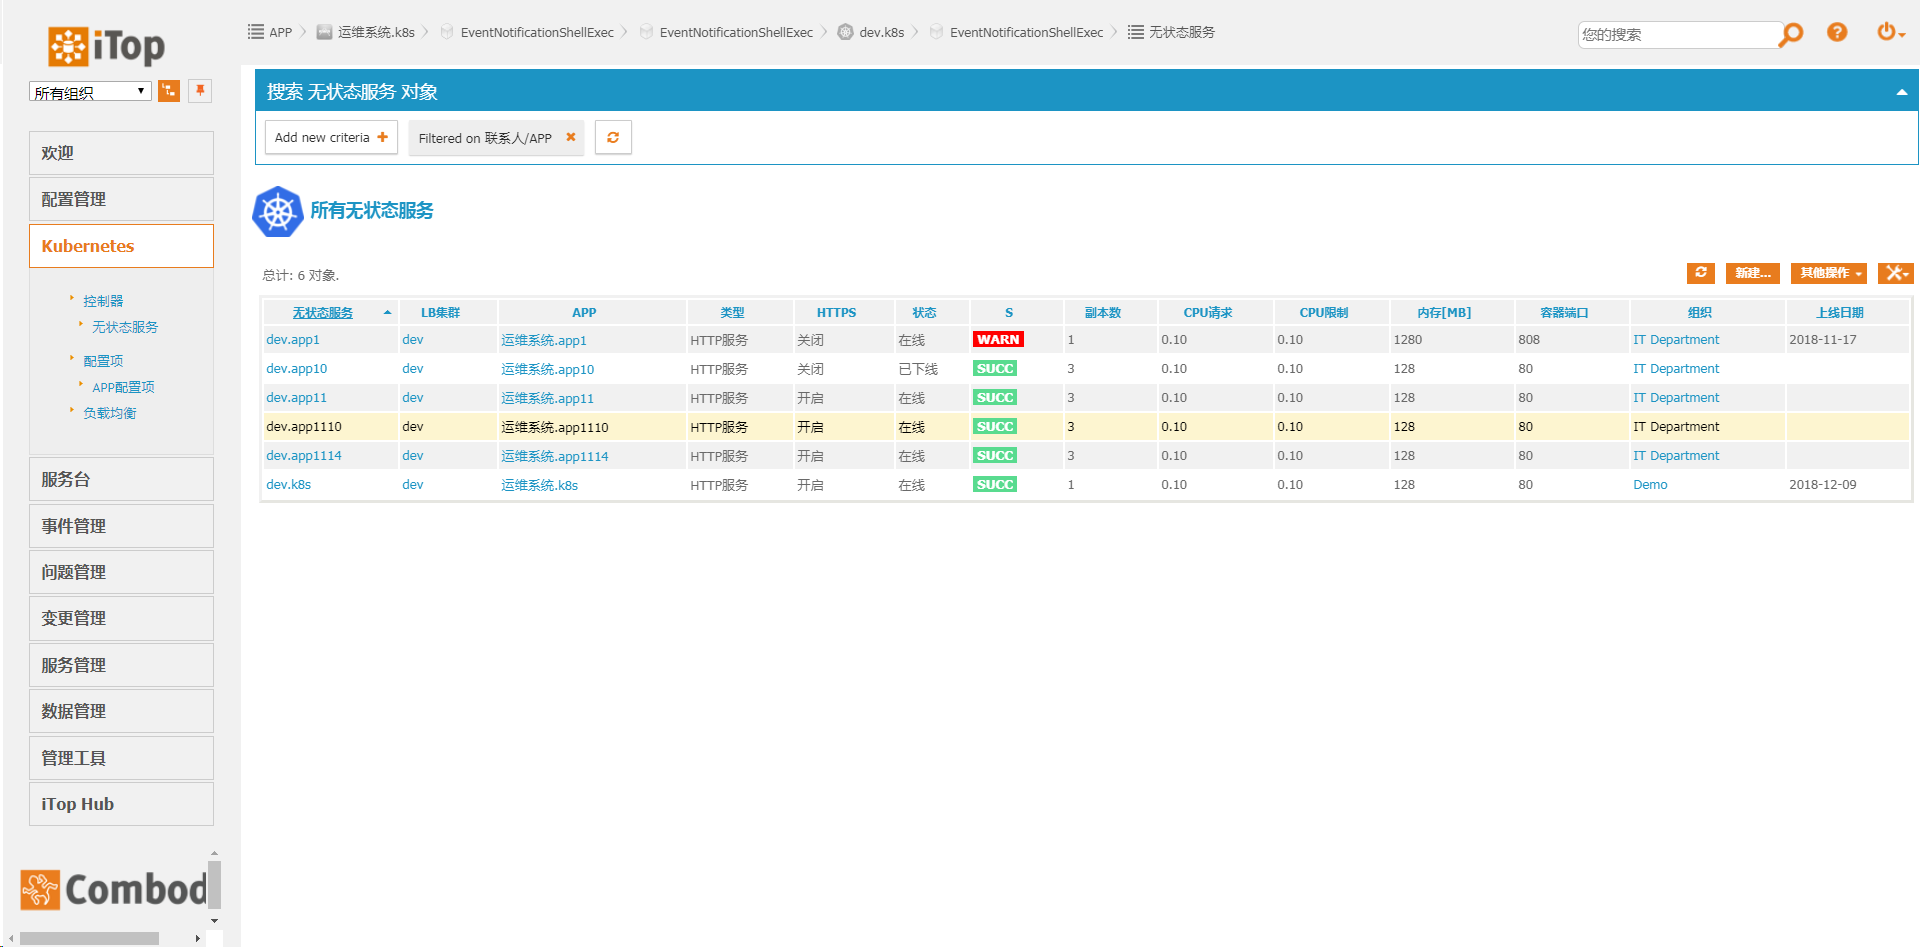 iTop
APP 运维系统.k8s EventNotificationShellExec EventNotificationShellExec dev.k8s EventNotificationShellExec 无状态服务
您的搜索
所有组织
欢迎
配置管理
Kubernetes
控制器
无状态服务
配置项
APP配置项
负载均衡
服务台
事件管理
问题管理
变更管理
服务管理
数据管理
管理工具
iTop Hub
Combod
搜索 无状态服务 对象
Add new criteria Filtered on 联系人/APP
所有无状态服务
总计: 6 对象.
新建... 其他操作
无状态服务 LB集群 APP 类型 HTTPS 状态 S 副本数 CPU请求 CPU限制 内存[MB] 容器端口 组织 上线日期
dev.app1 dev 运维系统.app1 HTTP服务 关闭 在线 WARN 1 0.10 0.10 1280 808 IT Department 2018-11-17
dev.app10 dev 运维系统.app10 HTTP服务 关闭 已下线 SUCC 3 0.10 0.10 128 80 IT Department
dev.app11 dev 运维系统.app11 HTTP服务 开启 在线 SUCC 3 0.10 0.10 128 80 IT Department
dev.app1110 dev 运维系统.app1110 HTTP服务 开启 在线 SUCC 3 0.10 0.10 128 80 IT Department
dev.app1114 dev 运维系统.app1114 HTTP服务 开启 在线 SUCC 3 0.10 0.10 128 80 IT Department
dev.k8s dev 运维系统.k8s HTTP服务 开启 在线 SUCC 1 0.10 0.10 128 80 Demo 2018-12-09